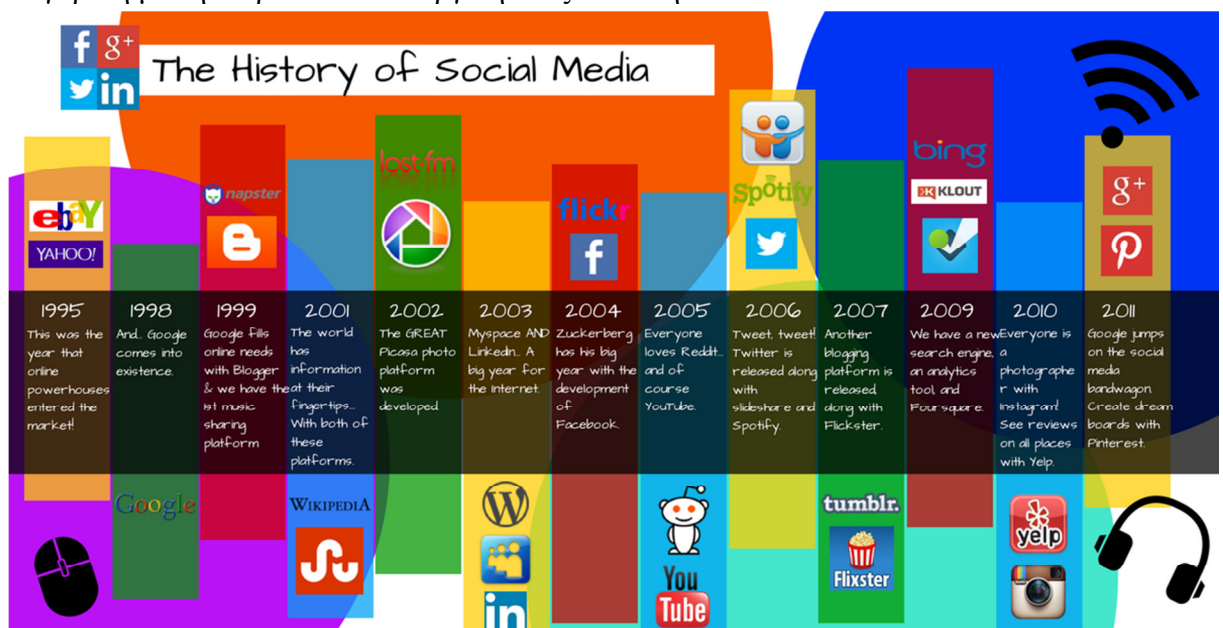 The History of Social Media
f g+
in
ebaY
YAHOO!
1995
This was the
year that
online
powerhouses
entered the
market!
1998
And... Google
comes into
existence.
Google
napster
1999
Google fills
online needs
with Blogger
& we have the
1st music
sharing
platform
2001
The world
has
information
at their
fingertips...
With both of
these
platforms.
WIKIPEDIA
lost-fm
2002
The GREAT
Picasa photo
platform
was
developed
2003
Myspace AND
LinkedIn... A
big year for
the Internet.
W
in
flickr
f
2004
Zuckerberg
has his big
year with the
development
of
Facebook.
2005
Everyone
loves Reddit...
and of
course
YouTube.
You
Tube
Spotify
2006
Tweet, tweet!
Twitter is
released along
with
slideshare and
Spotify.
2007
Another
blogging
platform is
released
along with
Flickster.
tumblr.
Flixster
bing
K KLOUT
2009
We have a new
search engine,
an analytics
tool, and
Foursquare.
2010
Everyone is
a
photographe
r with
Instagram!
See reviews
on all places
with Yelp.
yelp
g+
2011
Google jumps
on the social
media
bandwagon.
Create dream
boards with
Pinterest.